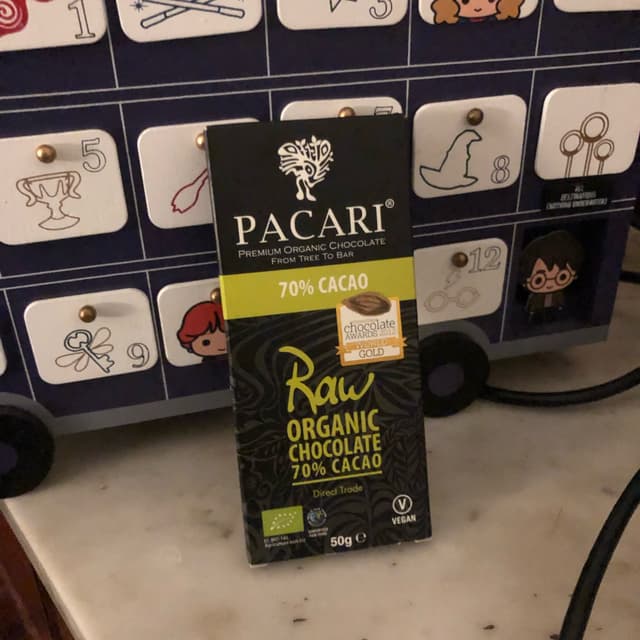 1
3
5
8
12
9
PACARI®
PREMIUM ORGANIC CHOCOLATE
FROM TREE TO BAR
70% CACAO
chocolate
AWARDS
GOLD
Raw
ORGANIC
CHOCOLATE
70% CACAO
Direct Trade
V
VEGAN
50g ℮